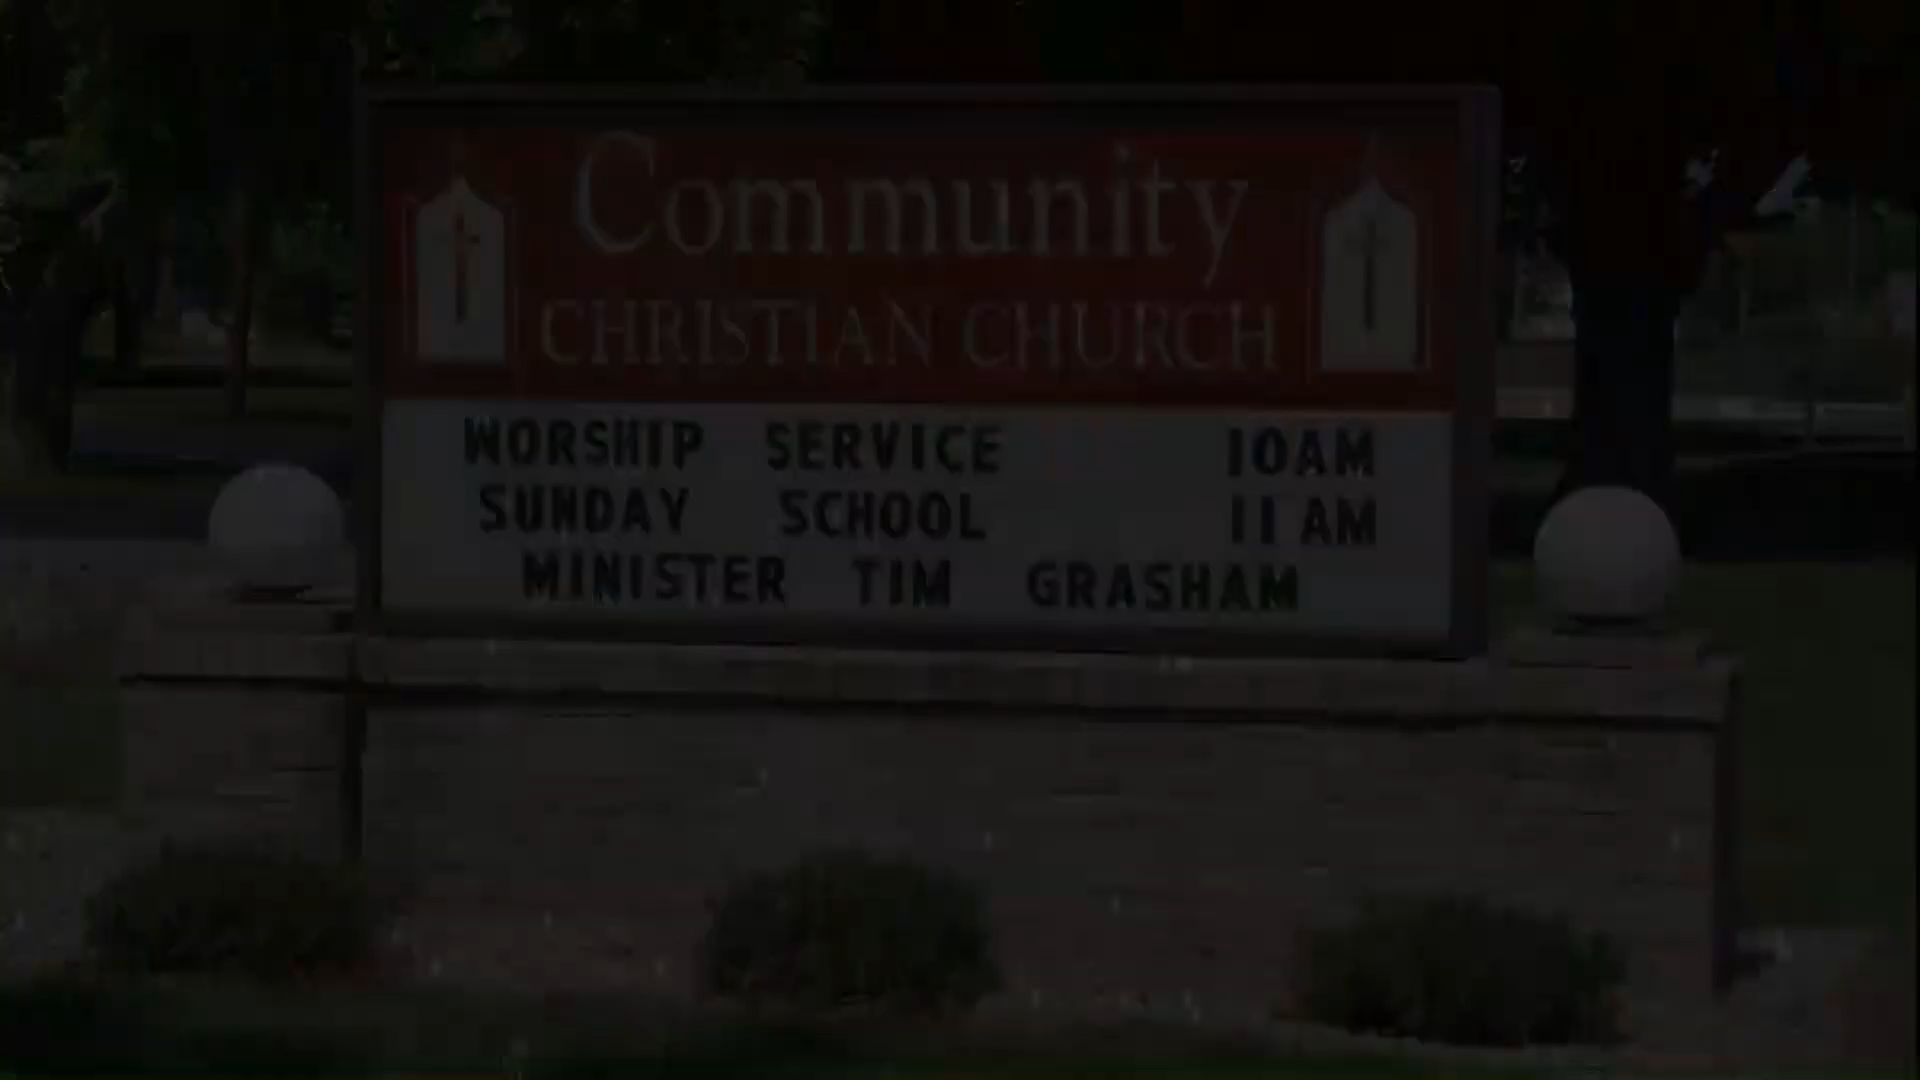 Community
CHRISTIAN CHURCH
WORSHIP SERVICE 10AM
SUNDAY SCHOOL 11 AM
MINISTER TIM GRASHAM